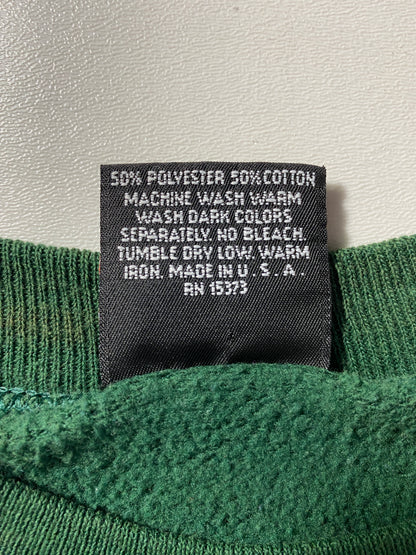 50% POLYESTER 50% COTTON
MACHINE WASH WARM
WASH DARK COLORS
SEPARATELY. NO BLEACH.
TUMBLE DRY LOW. WARM
IRON. MADE IN U.S.A.
RN 15373